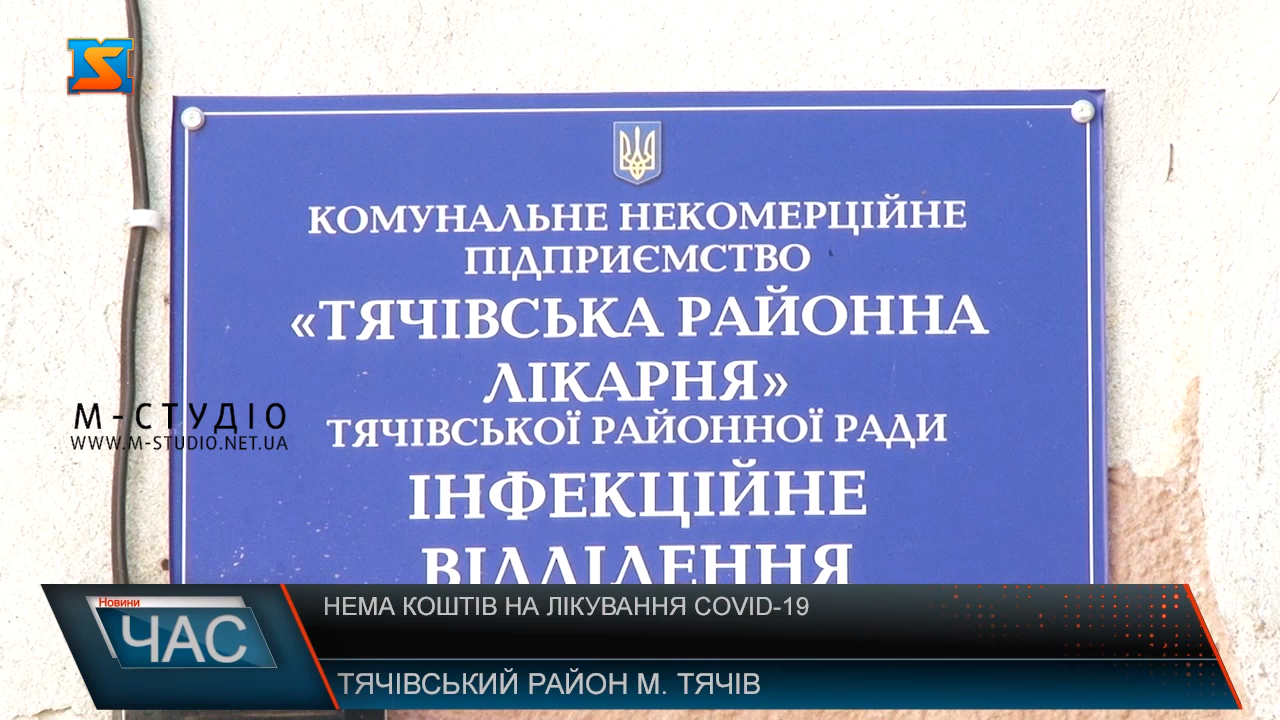 КОМУНАЛЬНЕ НЕКОМЕРЦІЙНЕ
ПІДПРИЄМСТВО
«ТЯЧІВСЬКА РАЙОННА
ЛІКАРНЯ»
ТЯЧІВСЬКОЇ РАЙОННОЇ РАДИ
ІНФЕКЦІЙНЕ
ВІДДІЛЕННЯ
М-СТУДІО
WWW.M-STUDIO.NET.UA
Новини
ЧАС
НЕМА КОШТІВ НА ЛІКУВАННЯ COVID-19
ТЯЧІВСЬКИЙ РАЙОН М. ТЯЧІВ